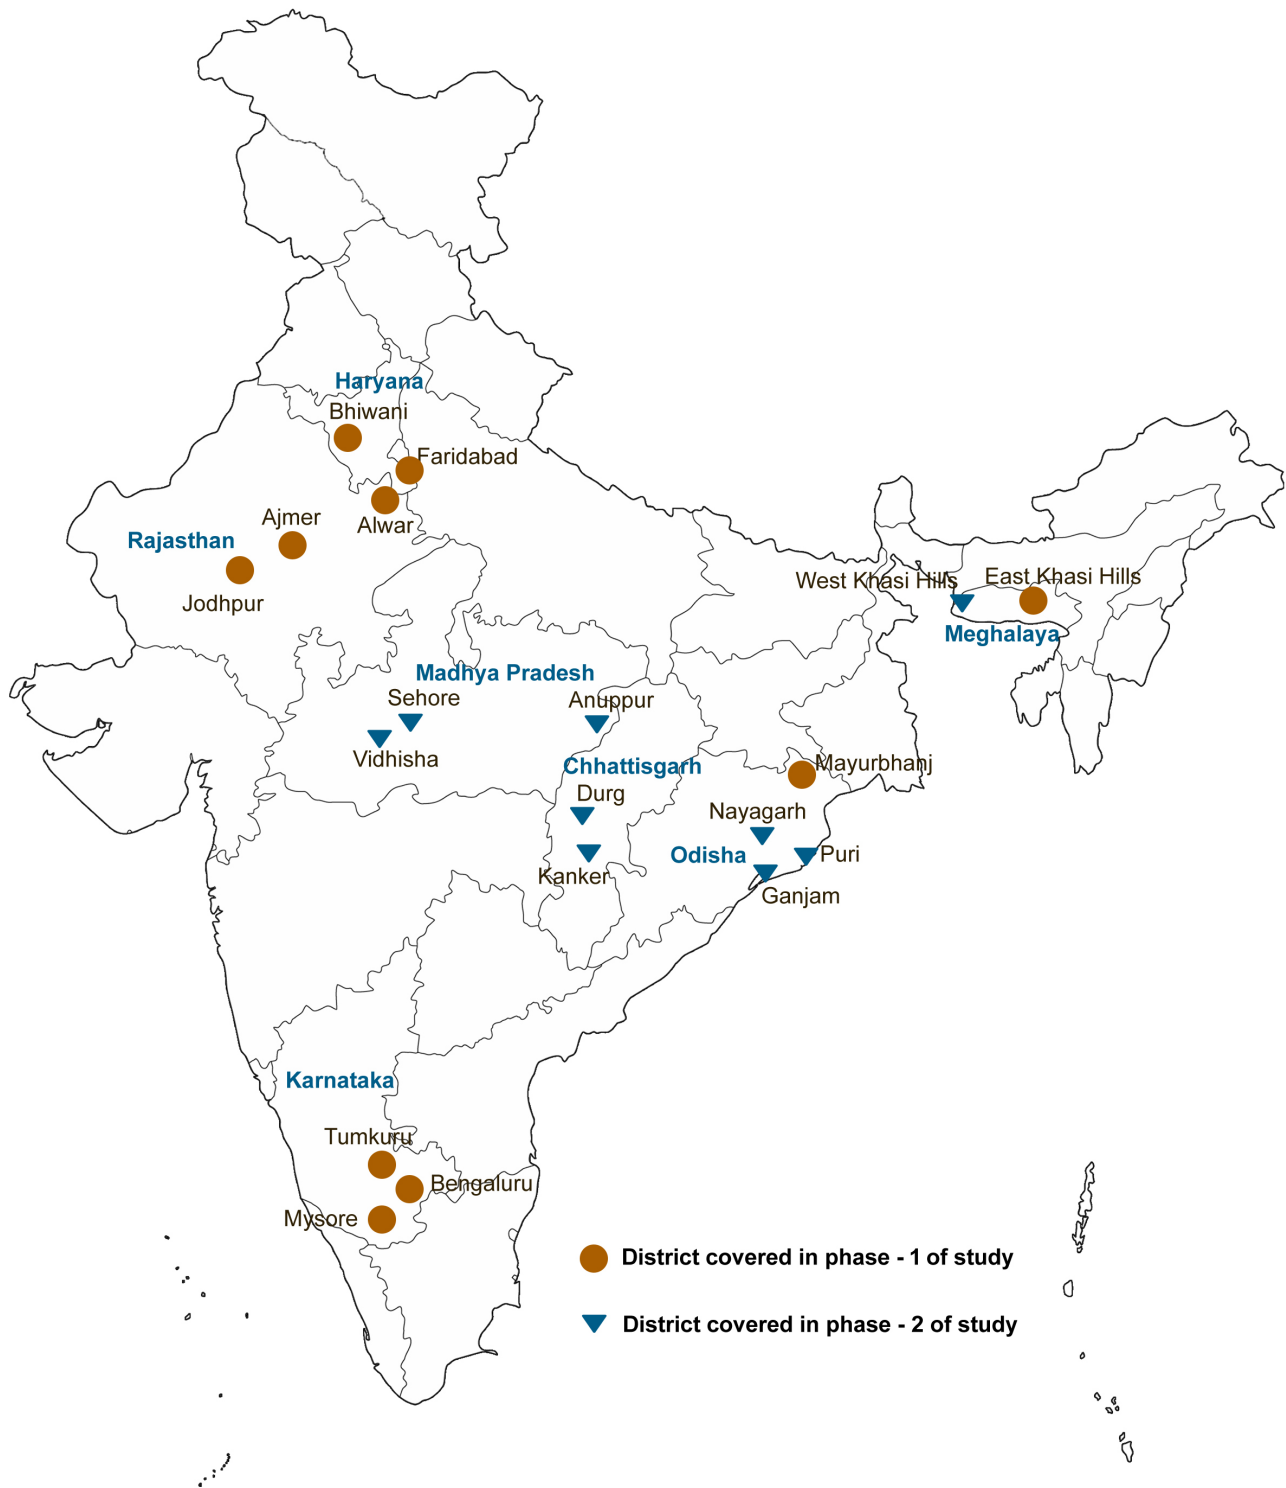 Haryana
Bhiwani
Faridabad
Alwar
Ajmer
Rajasthan
Jodhpur
West Khasi Hills
East Khasi Hills
Meghalaya
Madhya Pradesh
Sehore
Anuppur
Vidhisha
Chhattisgarh
Mayurbhanj
Durg
Nayagarh
Odisha
Puri
Kanker
Ganjam
Karnataka
Tumkuru
Bengaluru
Mysore
District covered in phase - 1 of study
District covered in phase - 2 of study